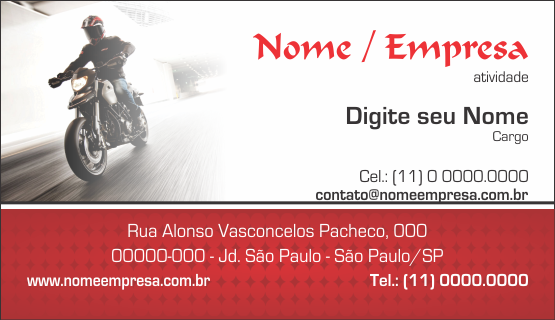 Nome / Empresa
atividade
Digite seu Nome
Cargo
Cel.: (11) 0 0000.0000
contato@nomeempresa.com.br
Rua Alonso Vasconcelos Pacheco, 000
00000-000 - Jd. São Paulo - São Paulo/SP
www.nomeempresa.com.br Tel.: (11) 0000.0000